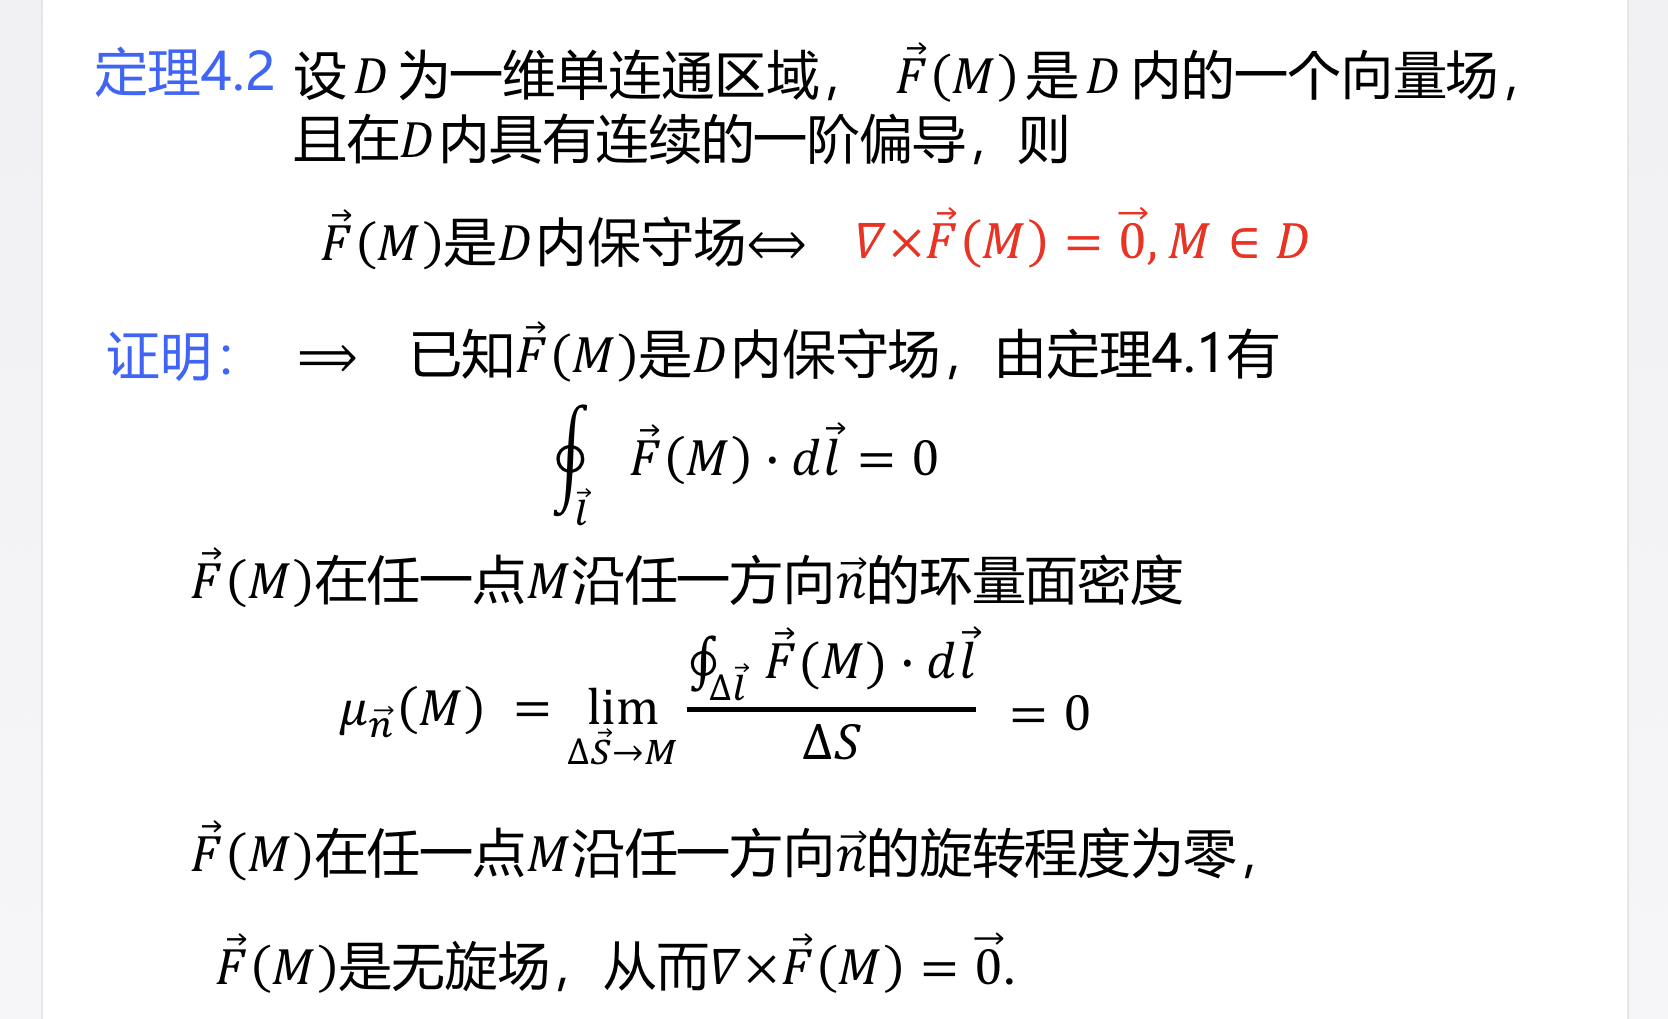 定理4.2 设 $D$ 为一维单连通区域， $\vec{F}(M)$ 是 $D$ 内的一个向量场，
且在$D$内具有连续的一阶偏导，则
$\vec{F}(M)$是$D$内保守场$\Longleftrightarrow$ $\nabla\times\vec{F}(M)=\vec{0}, M\in D$
证明： $\Longrightarrow$ 已知$\vec{F}(M)$是$D$内保守场，由定理4.1有
$\oint_{\vec{l}} \vec{F}(M)\cdot d\vec{l}=0$
$\vec{F}(M)$在任一点$M$沿任一方向$\vec{n}$的环量面密度
$\mu_{\vec{n}}(M) = \lim_{\Delta\vec{S}\to M} \frac{\oint_{\Delta\vec{l}} \vec{F}(M)\cdot d\vec{l}}{\Delta S} = 0$
$\vec{F}(M)$在任一点$M$沿任一方向$\vec{n}$的旋转程度为零，
$\vec{F}(M)$是无旋场，从而$\nabla\times\vec{F}(M)=\vec{0}.$